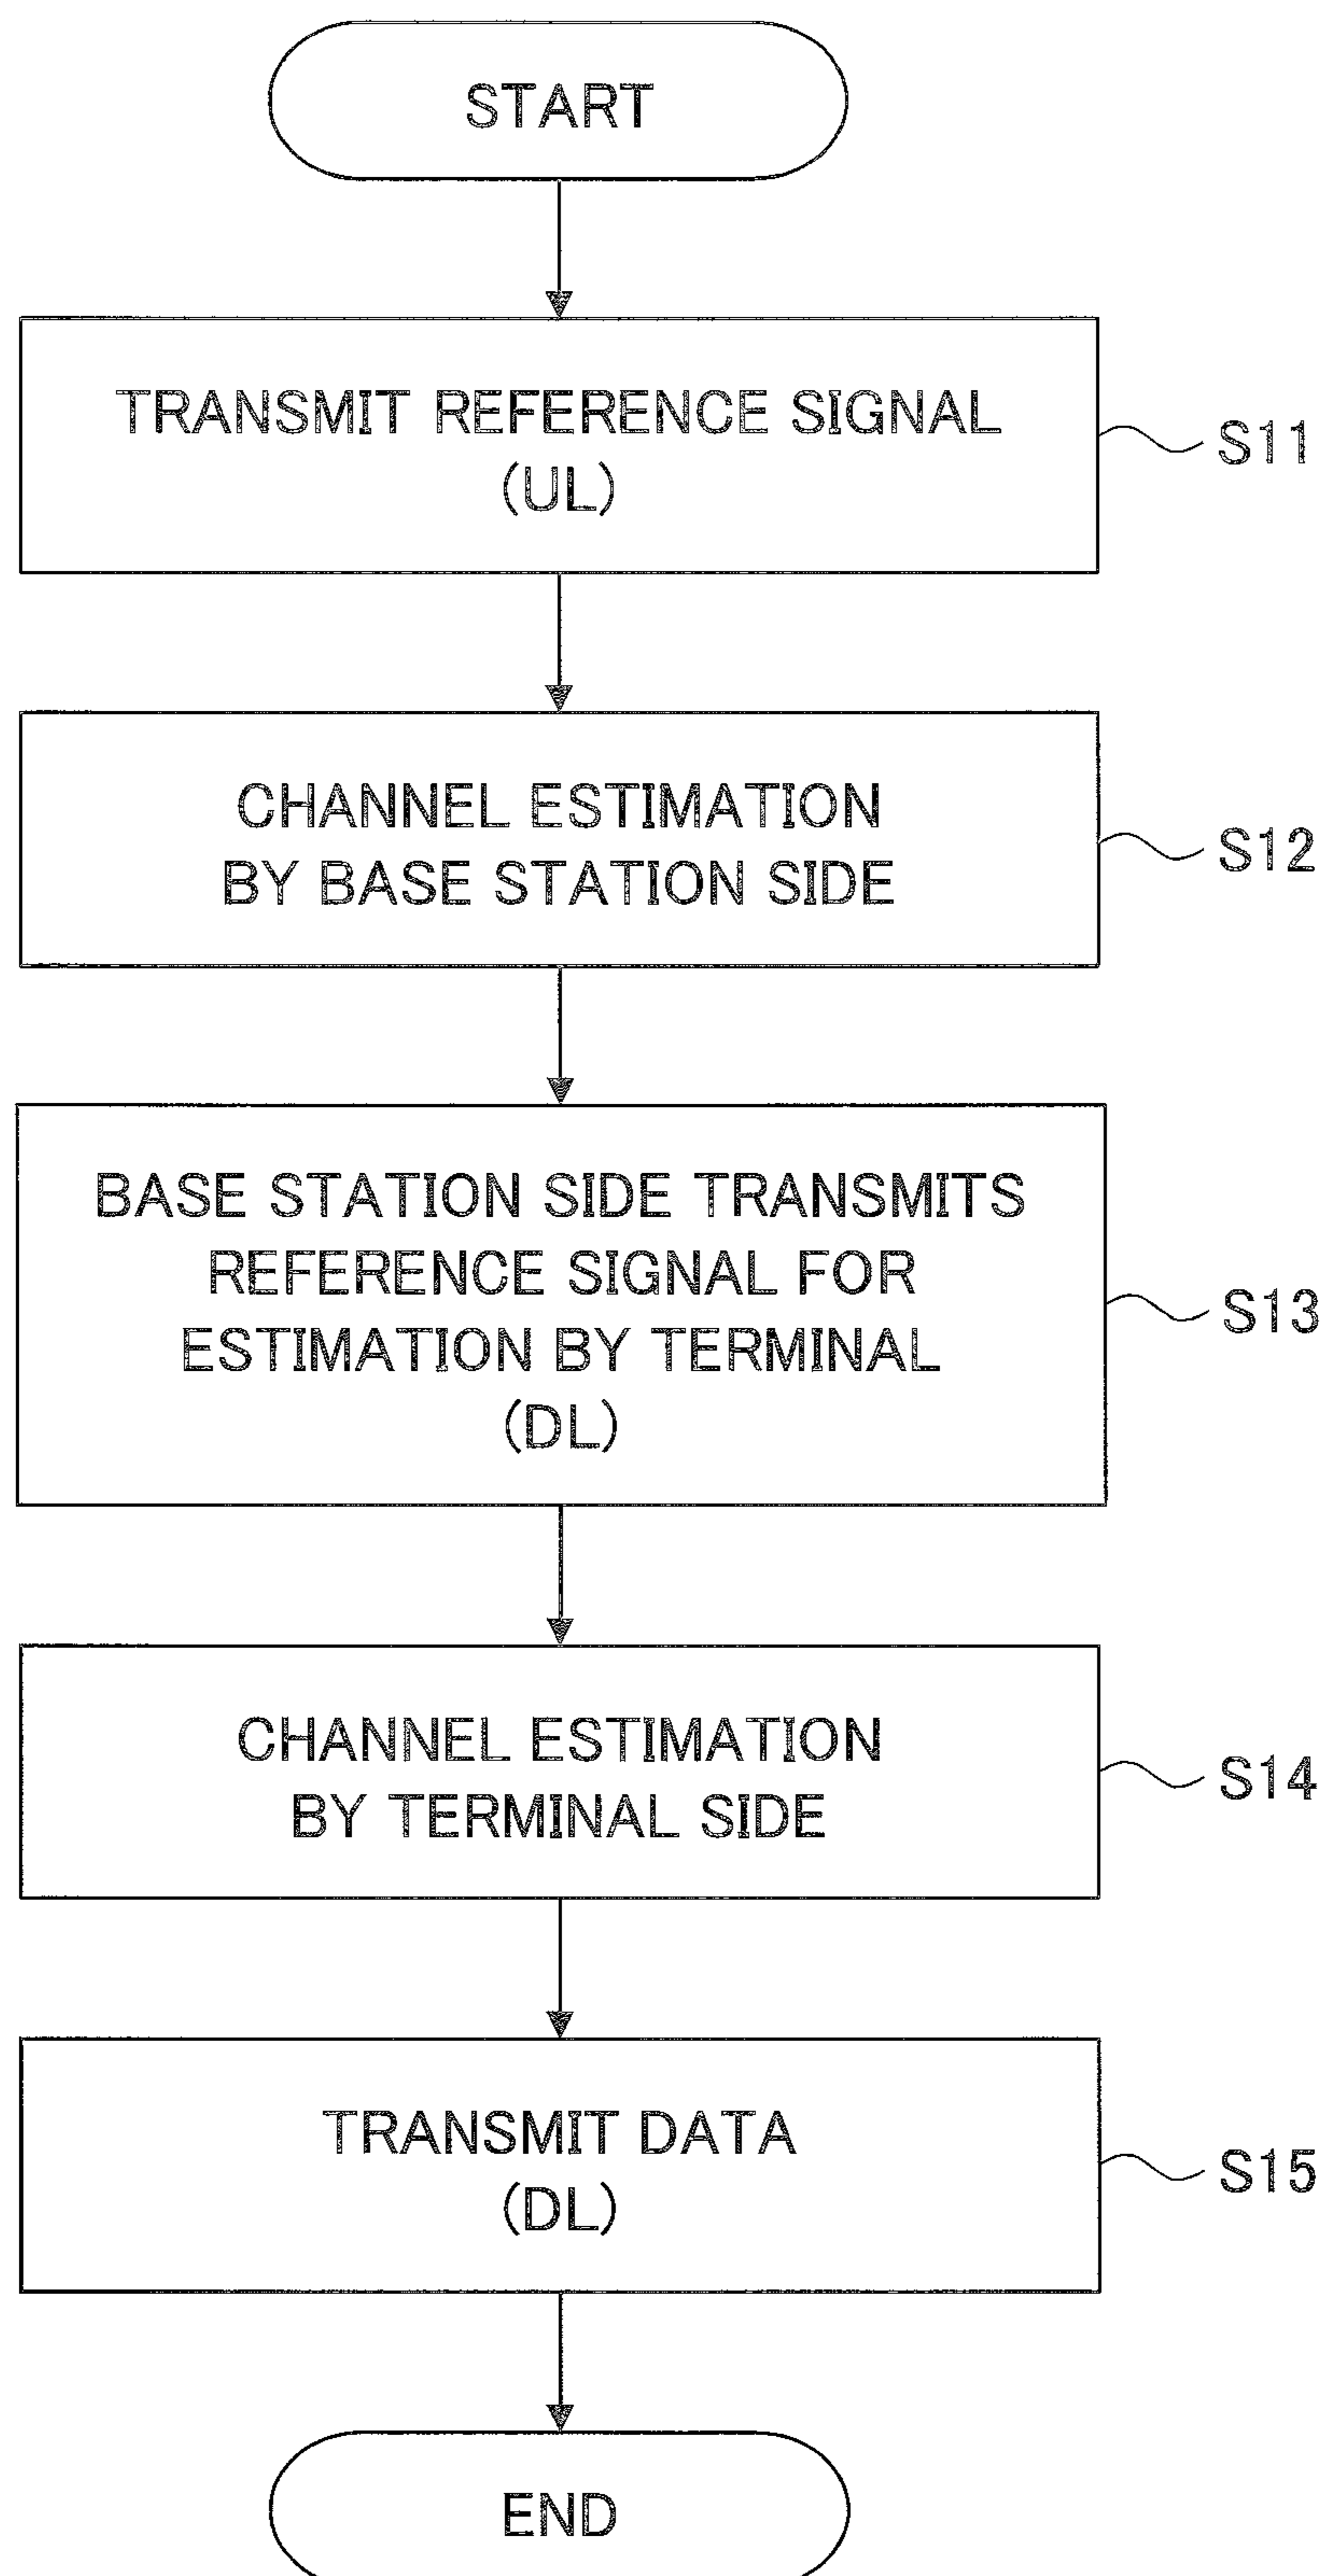 START
TRANSMIT REFERENCE SIGNAL
(UL)
S11
CHANNEL ESTIMATION
BY BASE STATION SIDE
S12
BASE STATION SIDE TRANSMITS
REFERENCE SIGNAL FOR
ESTIMATION BY TERMINAL
(DL)
S13
CHANNEL ESTIMATION
BY TERMINAL SIDE
S14
TRANSMIT DATA
(DL)
S15
END